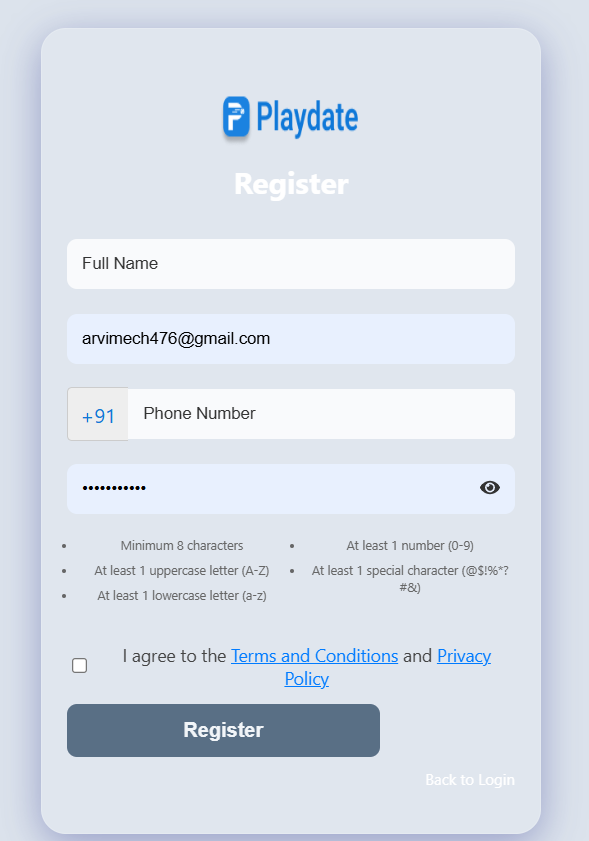 Playdate
Register
Full Name
arvimech476@gmail.com
+91 Phone Number
•••••••••••
• Minimum 8 characters
• At least 1 uppercase letter (A-Z)
• At least 1 lowercase letter (a-z)
• At least 1 number (0-9)
• At least 1 special character (@$!%*?
#&)
I agree to the Terms and Conditions and Privacy
Policy
Register
Back to Login